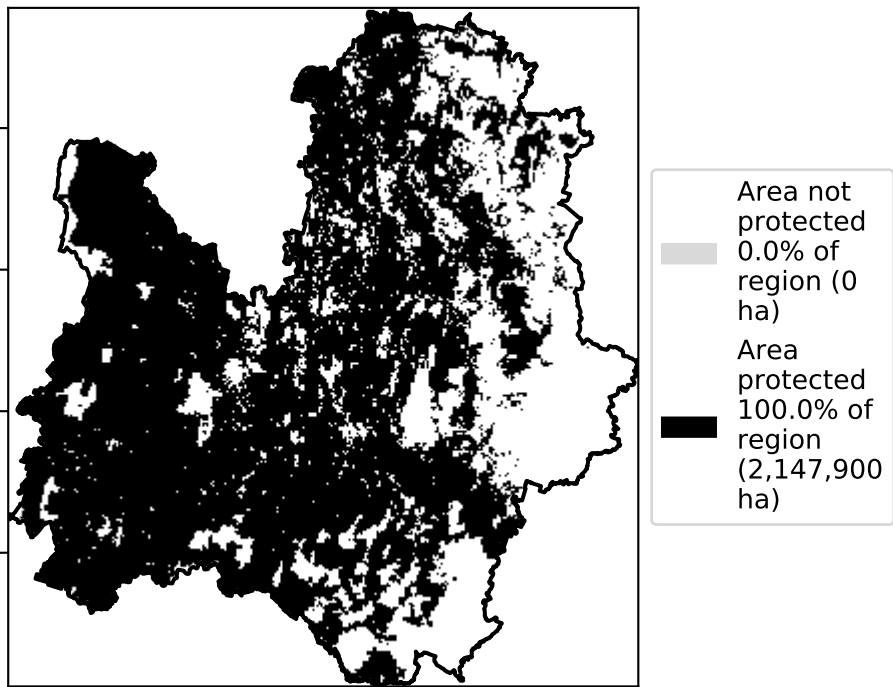 Area not
protected
0.0% of
region (0
ha)
Area
protected
100.0% of
region
(2,147,900
ha)